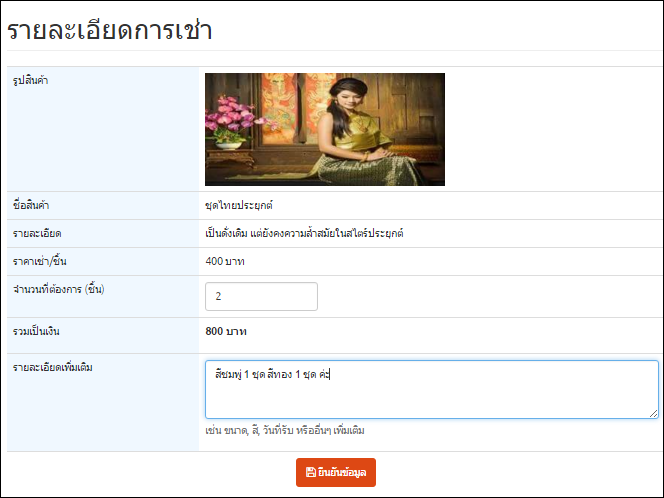 รายละเอียดการเช่า
รูปสินค้า
ชื่อสินค้า ชุดไทยประยุกต์
รายละเอียด เป็นดั่งเดิม แต่ยังคงความล้ำสมัยในสไตร์ประยุกต์
ราคาเช่า/ชิ้น 400 บาท
จำนวนที่ต้องการ (ชิ้น) 2
รวมเป็นเงิน 800 บาท
รายละเอียดเพิ่มเติม สีชมพู 1 ชุด สีทอง 1 ชุด ค่ะ
เช่น ขนาด, สี, วันที่รับ หรืออื่นๆ เพิ่มเติม
ยืนยันข้อมูล